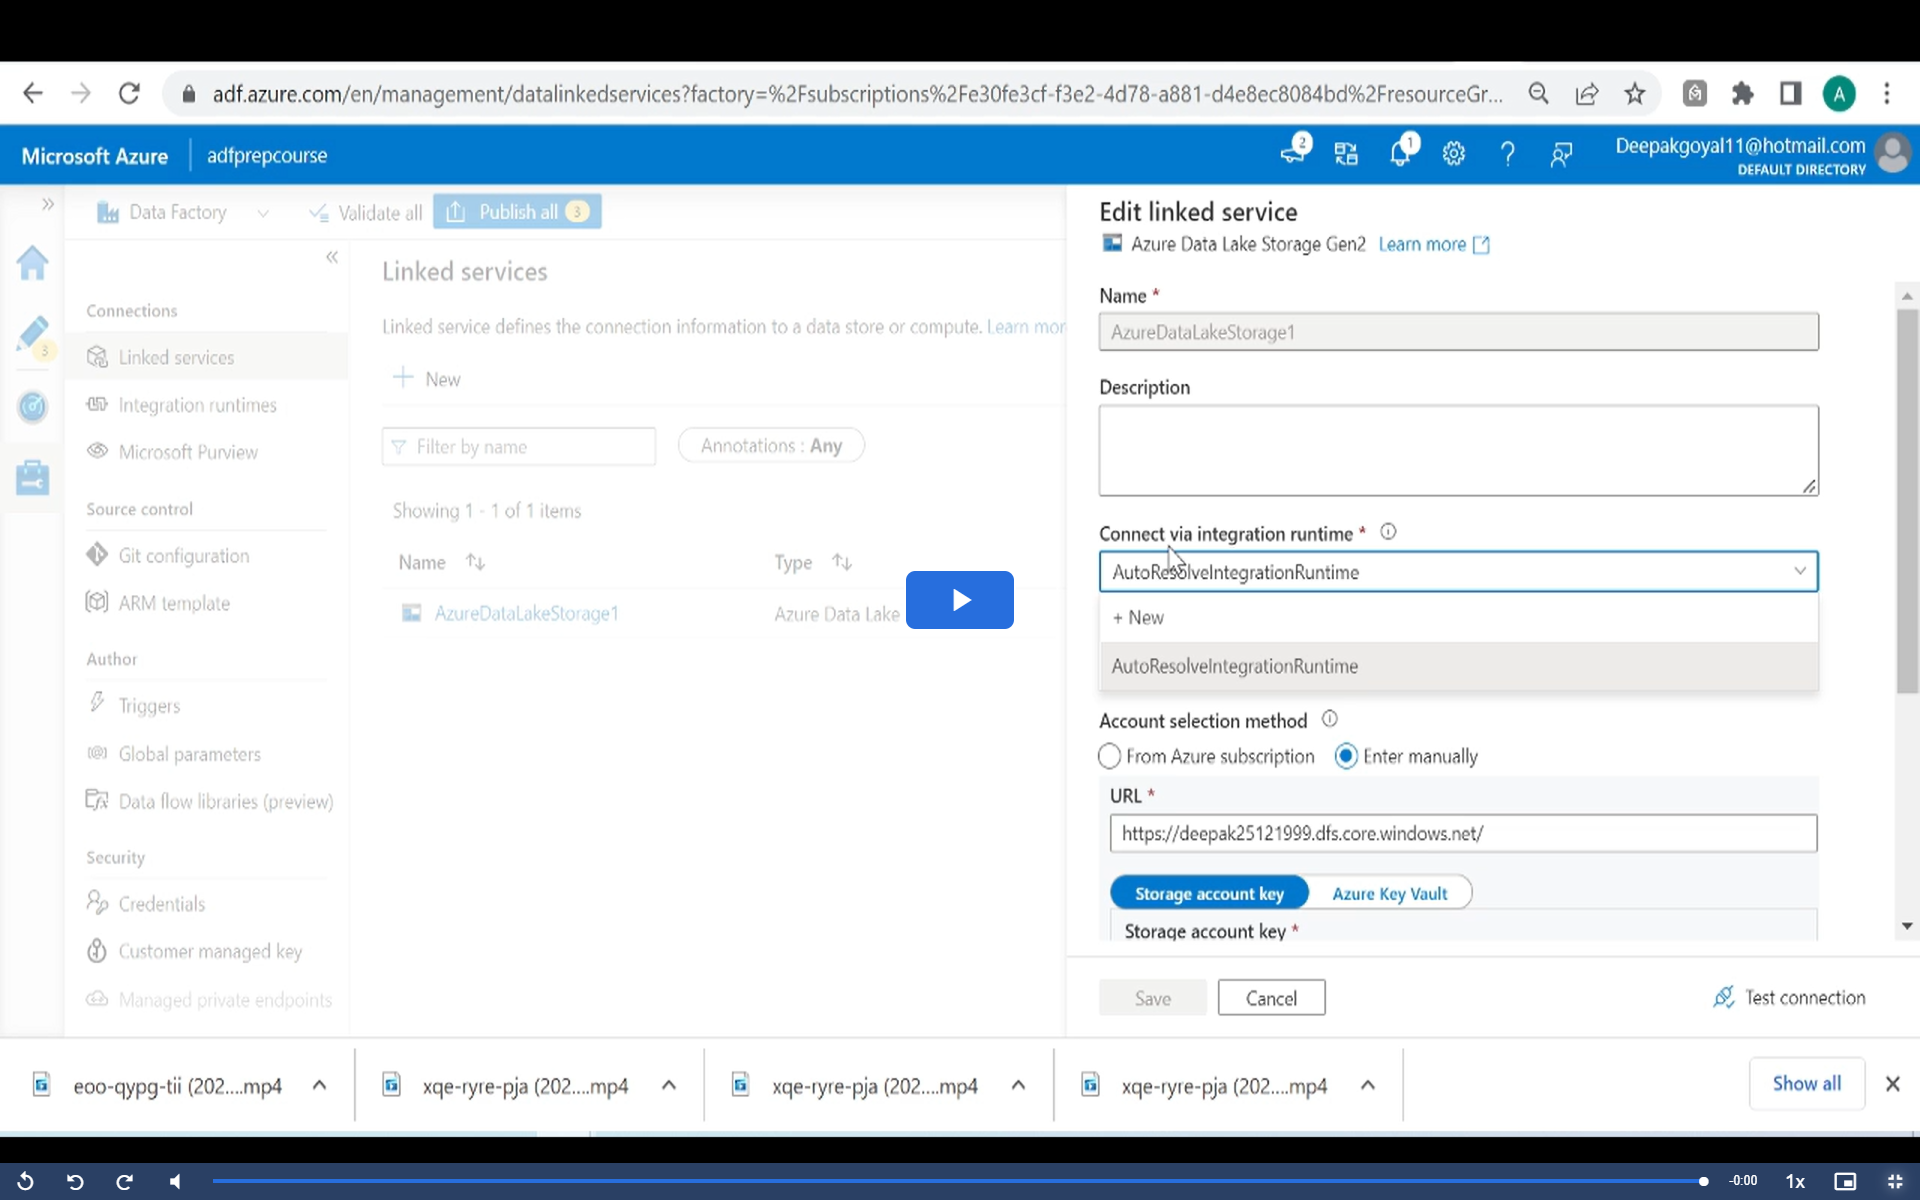 adf.azure.com/en/management/datalinkedservices?factory=%2Fsubscriptions%2Fe30fe3cf-f3e2-4d78-a881-d4e8ec8084bd%2FresourceGr...
A
Microsoft Azure
adfprepcourse
2
1
Deepakgoyal11@hotmail.com
DEFAULT DIRECTORY
Data Factory
Validate all
Publish all 3
3
Connections
Linked services
Integration runtimes
Microsoft Purview
Source control
Git configuration
ARM template
Author
Triggers
Global parameters
Data flow libraries (preview)
Security
Credentials
Customer managed key
Managed private endpoints
Linked services
Linked service defines the connection information to a data store or compute. Learn mor
New
Filter by name
Annotations : Any
Showing 1 - 1 of 1 items
Name
Type
AzureDataLakeStorage1
Azure Data Lake
Edit linked service
Azure Data Lake Storage Gen2 Learn more
Name *
AzureDataLakeStorage1
Description
Connect via integration runtime *
AutoResolveIntegrationRuntime
+ New
AutoResolveIntegrationRuntime
Account selection method
From Azure subscription
Enter manually
URL *
https://deepak25121999.dfs.core.windows.net/
Storage account key
Azure Key Vault
Storage account key *
Save
Cancel
Test connection
eoo-qypg-tii (202....mp4
xqe-ryre-pja (202....mp4
xqe-ryre-pja (202....mp4
xqe-ryre-pja (202....mp4
Show all
-0:00
1x